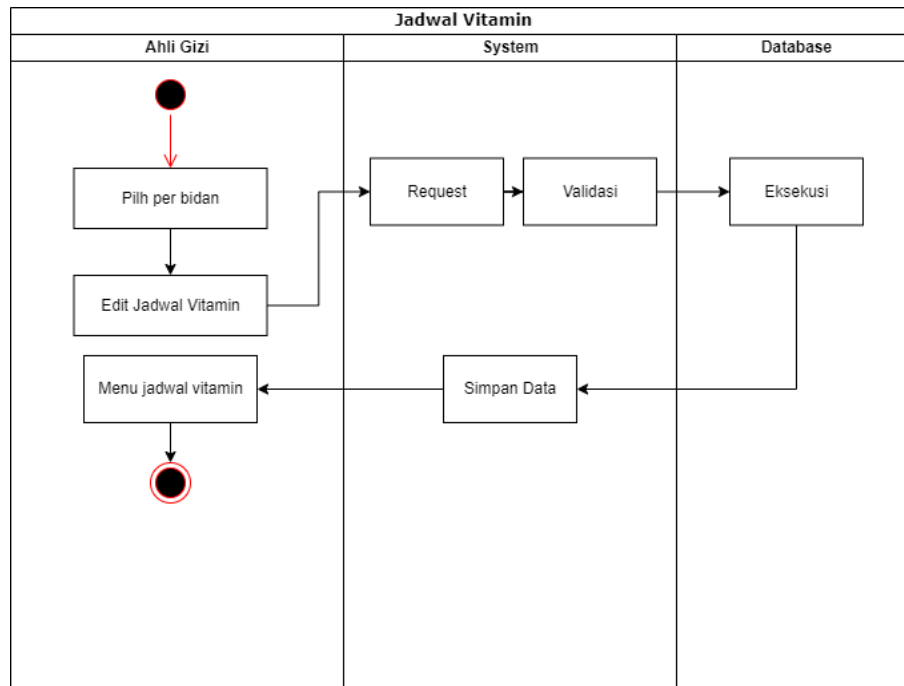 Jadwal Vitamin
Ahli Gizi
System
Database
Pilh per bidan
Request
Validasi
Eksekusi
Edit Jadwal Vitamin
Menu jadwal vitamin
Simpan Data